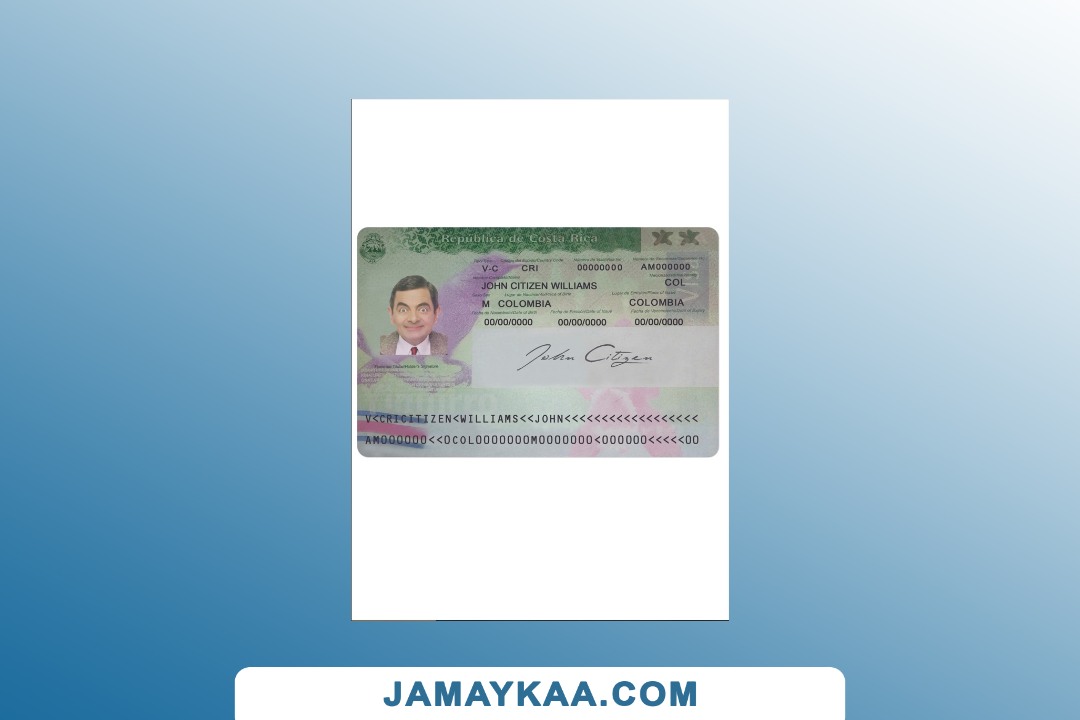 República de Costa Rica
V-C CRI 00000000 AM000000
COL
JOHN CITIZEN WILLIAMS
M COLOMBIA COLOMBIA
00/00/0000 00/00/0000 00/00/0000
John Citizen
V<CRICITIZEN<WILLIAMS<<JOHN<<<<<<<<<<<<<<<<<<
AM000000<<0COL0000000M0000000<000000<<<<<00
JAMAYKAA.COM